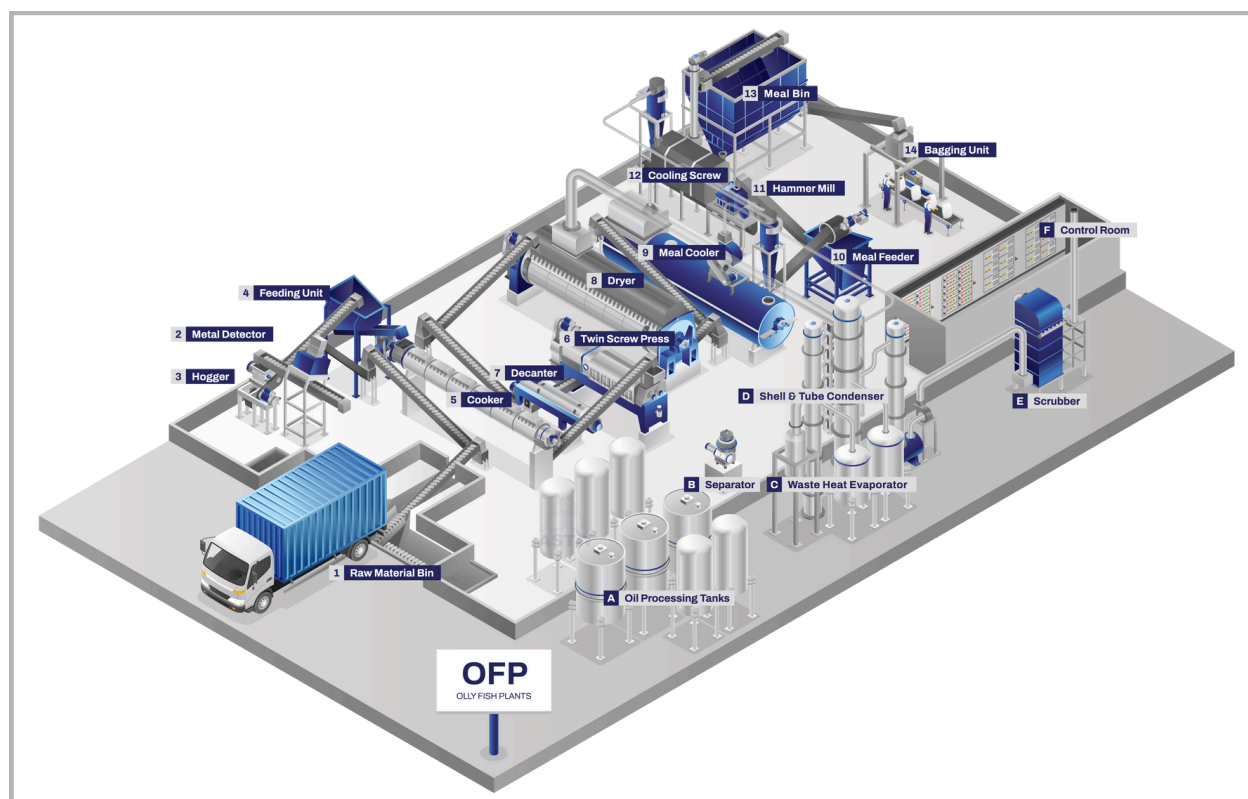 13 Meal Bin
14 Bagging Unit
12 Cooling Screw
11 Hammer Mill
F Control Room
9 Meal Cooler
10 Meal Feeder
8 Dryer
4 Feeding Unit
2 Metal Detector
6 Twin Screw Press
3 Hogger
7 Decanter
5 Cooker
D Shell & Tube Condenser
E Scrubber
B Separator
C Waste Heat Evaporator
1 Raw Material Bin
A Oil Processing Tanks
OFP
OLLY FISH PLANTS